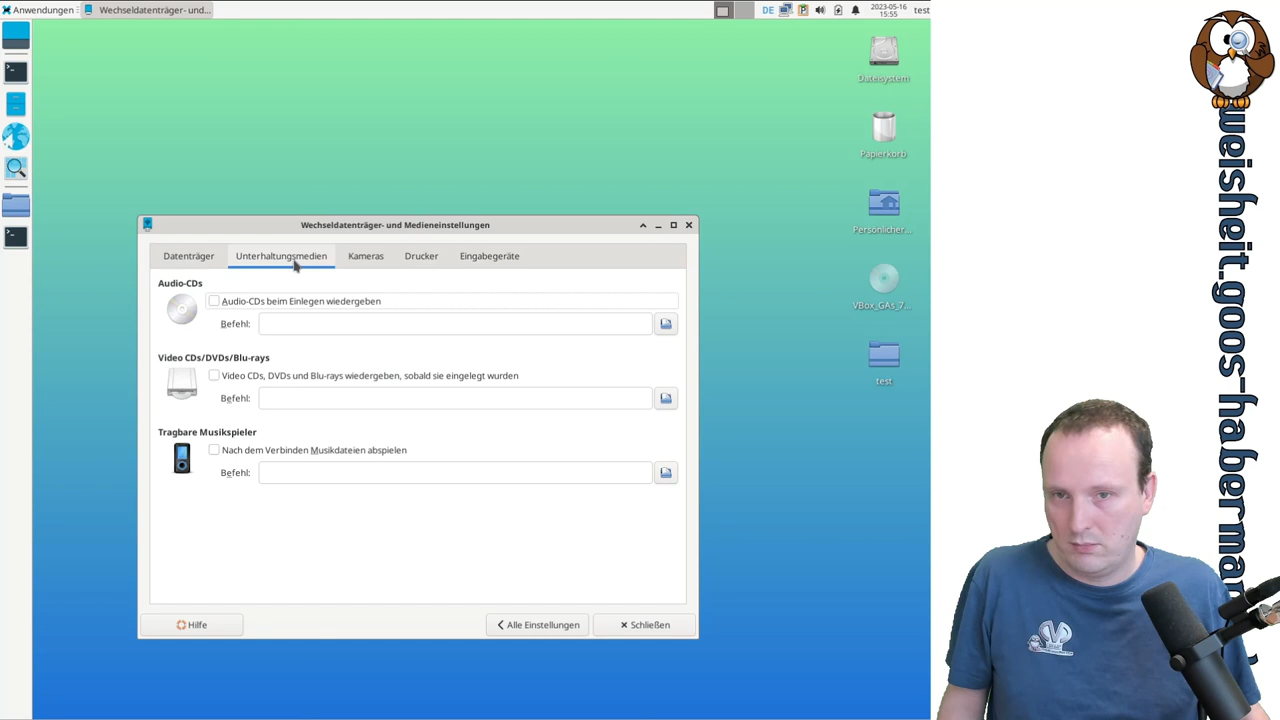 Anwendungen
Wechseldatenträger- und...
DE
2023-05-16
15:55
test
Dateisystem
Papierkorb
Persönlicher...
VBox_GAs_7...
test
Wechseldatenträger- und Medieneinstellungen
Datenträger
Unterhaltungsmedien
Kameras
Drucker
Eingabegeräte
Audio-CDs
Audio-CDs beim Einlegen wiedergeben
Befehl:
Video CDs/DVDs/Blu-rays
Video CDs, DVDs und Blu-rays wiedergeben, sobald sie eingelegt wurden
Befehl:
Tragbare Musikspieler
Nach dem Verbinden Musikdateien abspielen
Befehl:
Hilfe
Alle Einstellungen
Schließen